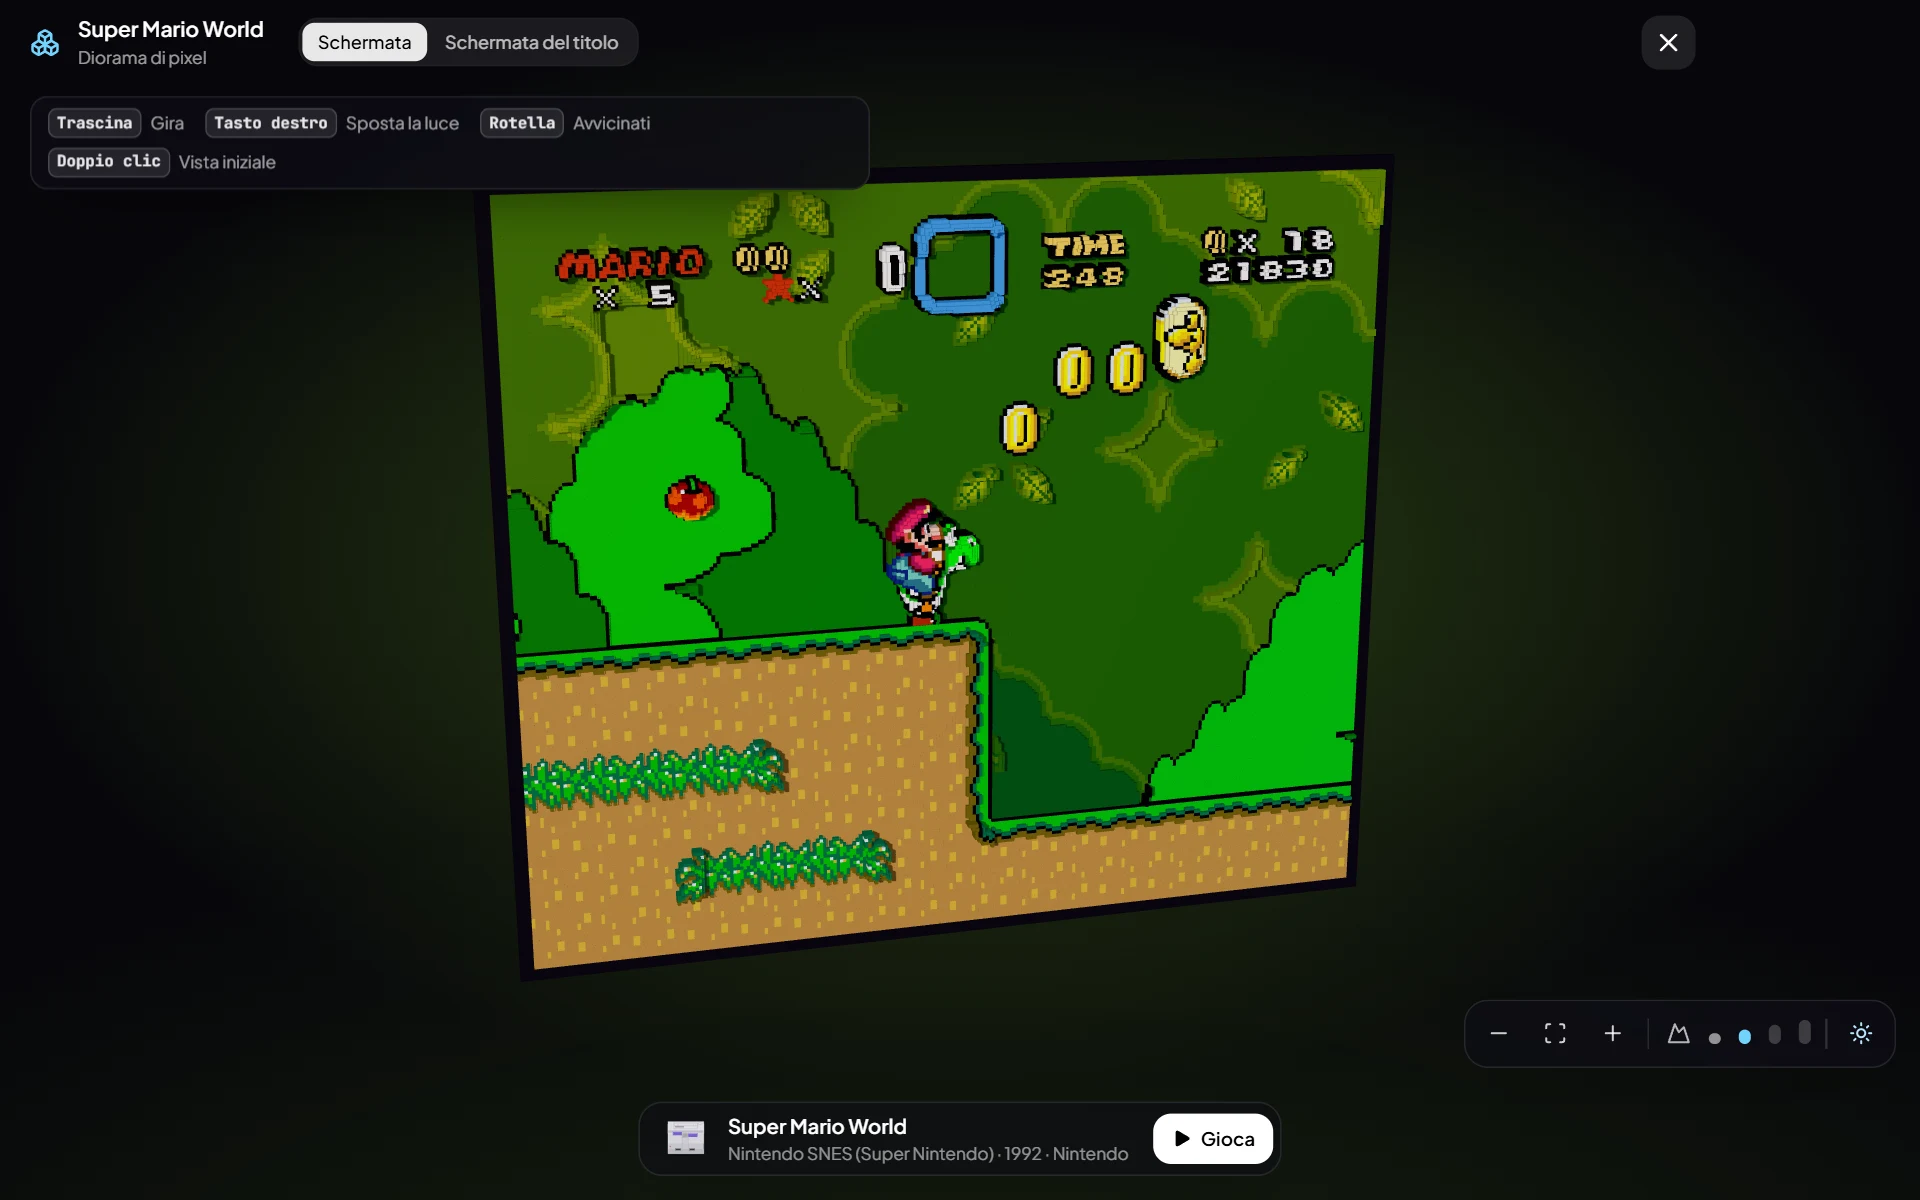 Super Mario World
Diorama di pixel
Schermata
Schermata del titolo
Trascina Gira Tasto destro Sposta la luce Rotella Avvicinati
Doppio clic Vista iniziale
MARIO
x 5
x
0
TIME
248
x 18
21830
Super Mario World
Nintendo SNES (Super Nintendo) · 1992 · Nintendo
Gioca